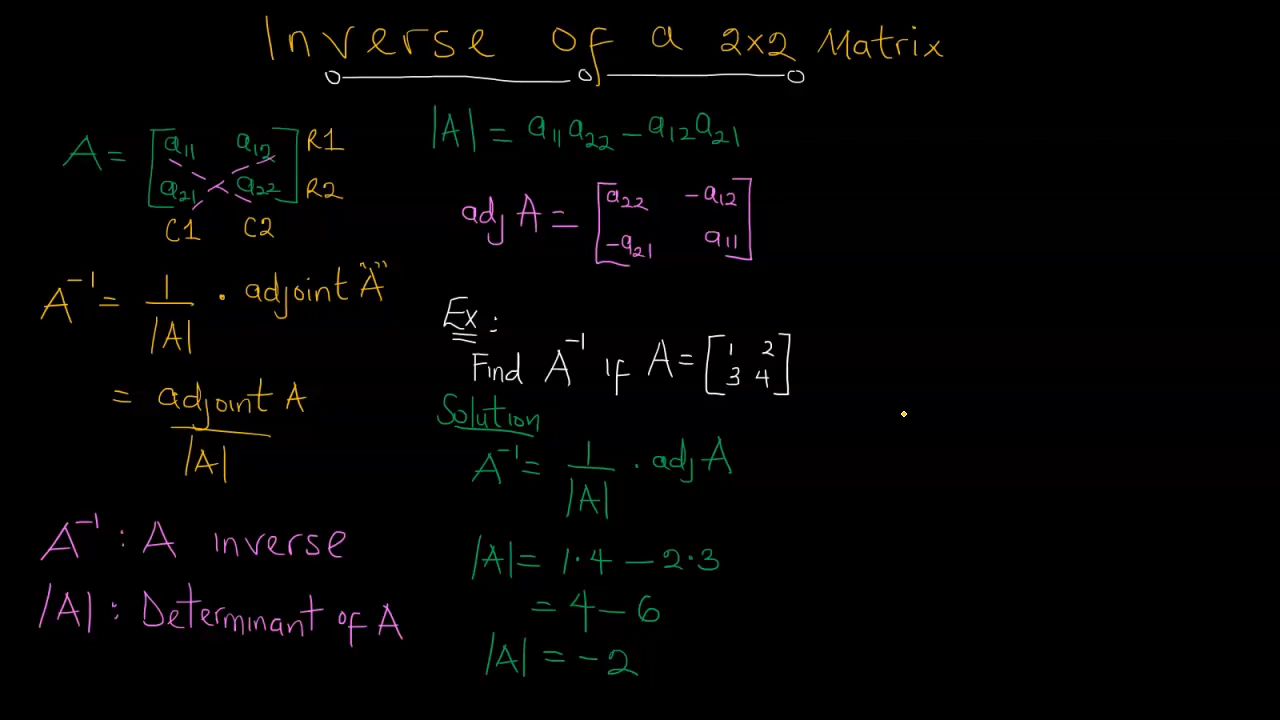 Inverse of a 2x2 Matrix
A = [a11 a12] R1
[a21 a22] R2
C1 C2
A⁻¹ = 1/|A| · adjoint "A"
= adjoint A/|A|
A⁻¹ : A inverse
|A| : Determinant of A
|A| = a11a22 - a12a21
adj A = [a22 -a12]
[-a21 a11]
Ex:
Find A⁻¹ if A = [1 2]
[3 4]
Solution
A⁻¹ = 1/|A| · adj A
|A| = 1·4 - 2·3
= 4 - 6
|A| = -2